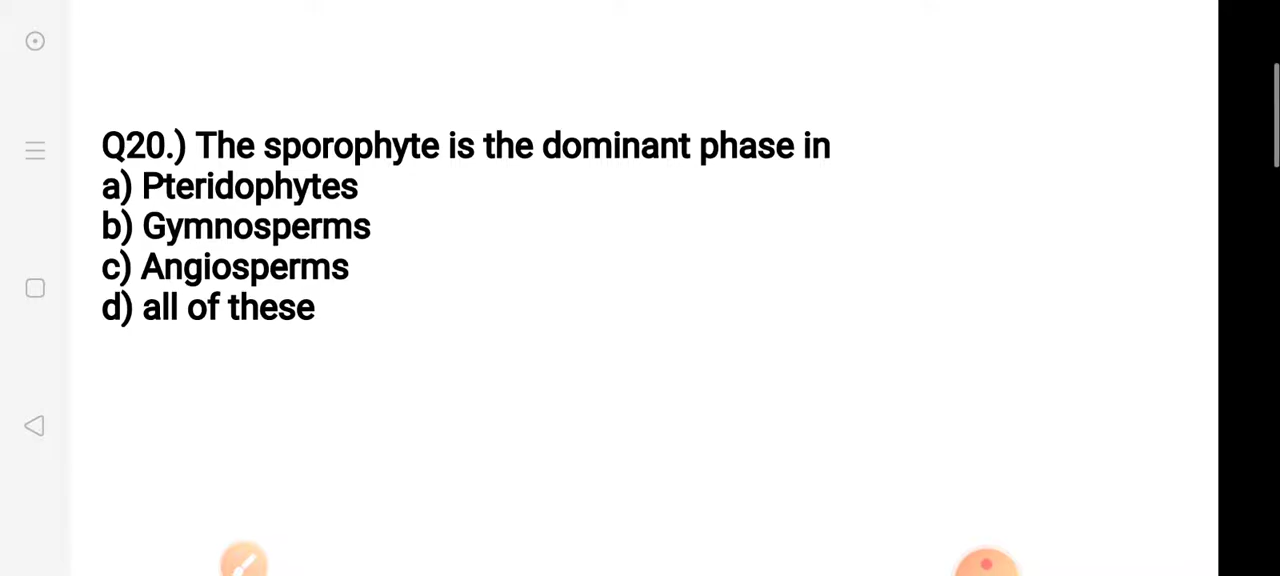 Q20.) The sporophyte is the dominant phase in
a) Pteridophytes
b) Gymnosperms
c) Angiosperms
d) all of these